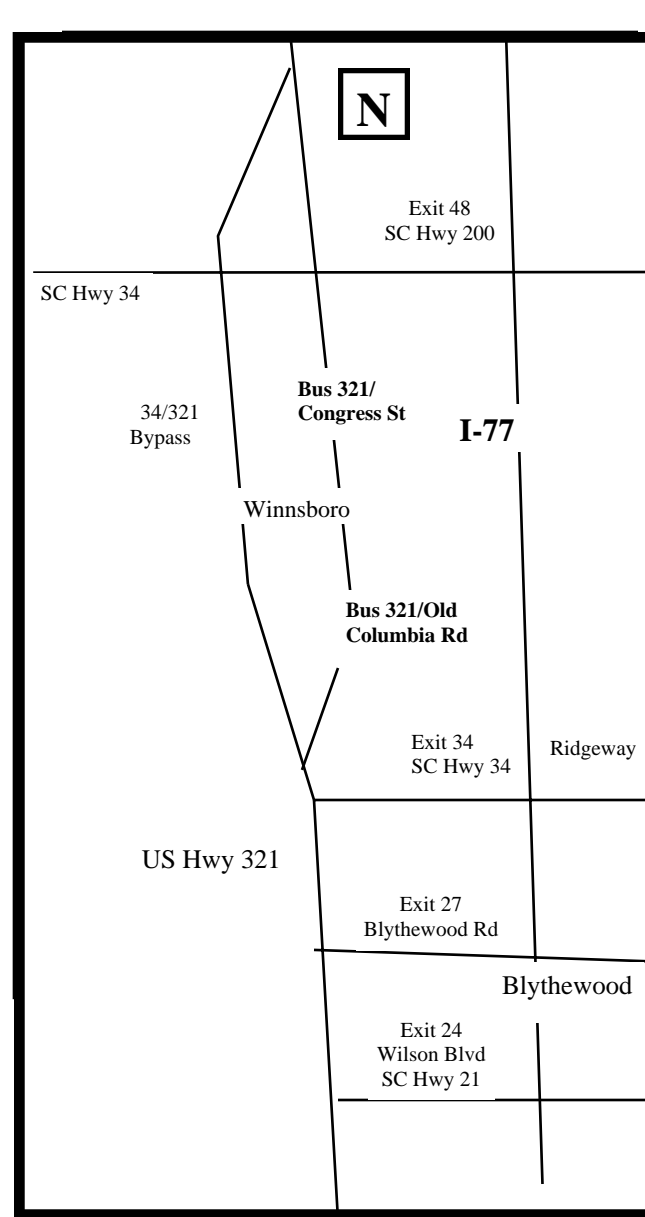 N
Exit 48
SC Hwy 200
SC Hwy 34
Bus 321/
Congress St
34/321
Bypass
I-77
Winnsboro
Bus 321/Old
Columbia Rd
Exit 34
SC Hwy 34
Ridgeway
US Hwy 321
Exit 27
Blythewood Rd
Blythewood
Exit 24
Wilson Blvd
SC Hwy 21